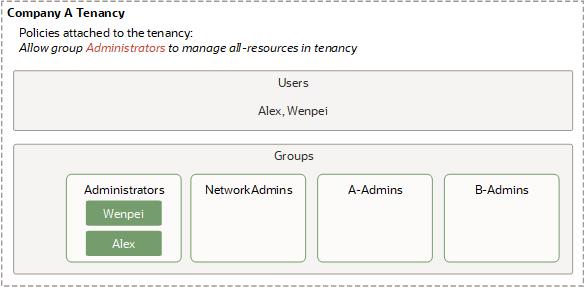 Company A Tenancy
Policies attached to the tenancy:
Allow group Administrators to manage all-resources in tenancy
Users
Alex, Wenpei
Groups
Administrators
Wenpei
Alex
NetworkAdmins
A-Admins
B-Admins